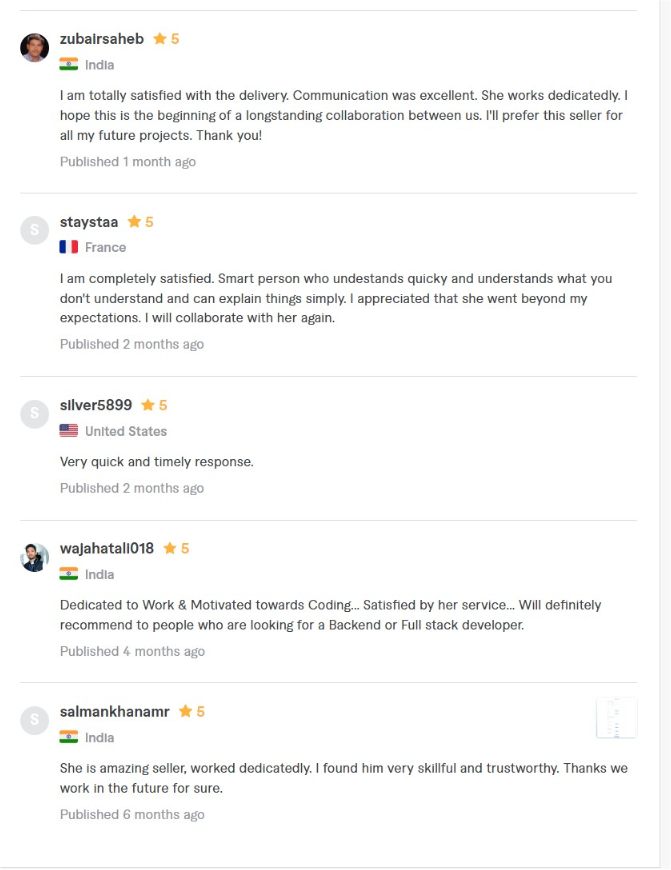 zubairsaheb ★ 5
India
I am totally satisfied with the delivery. Communication was excellent. She works dedicatedly. I
hope this is the beginning of a longstanding collaboration between us. I'll prefer this seller for
all my future projects. Thank you!
Published 1 month ago
S
staystaa ★ 5
France
I am completely satisfied. Smart person who undestands quicky and understands what you
don't understand and can explain things simply. I appreciated that she went beyond my
expectations. I will collaborate with her again.
Published 2 months ago
S
silver5899 ★ 5
United States
Very quick and timely response.
Published 2 months ago
wajahatali018 ★ 5
India
Dedicated to Work & Motivated towards Coding... Satisfied by her service... Will definitely
recommend to people who are looking for a Backend or Full stack developer.
Published 4 months ago
S
salmankhanamr ★ 5
India
She is amazing seller, worked dedicatedly. I found him very skillful and trustworthy. Thanks we
work in the future for sure.
Published 6 months ago